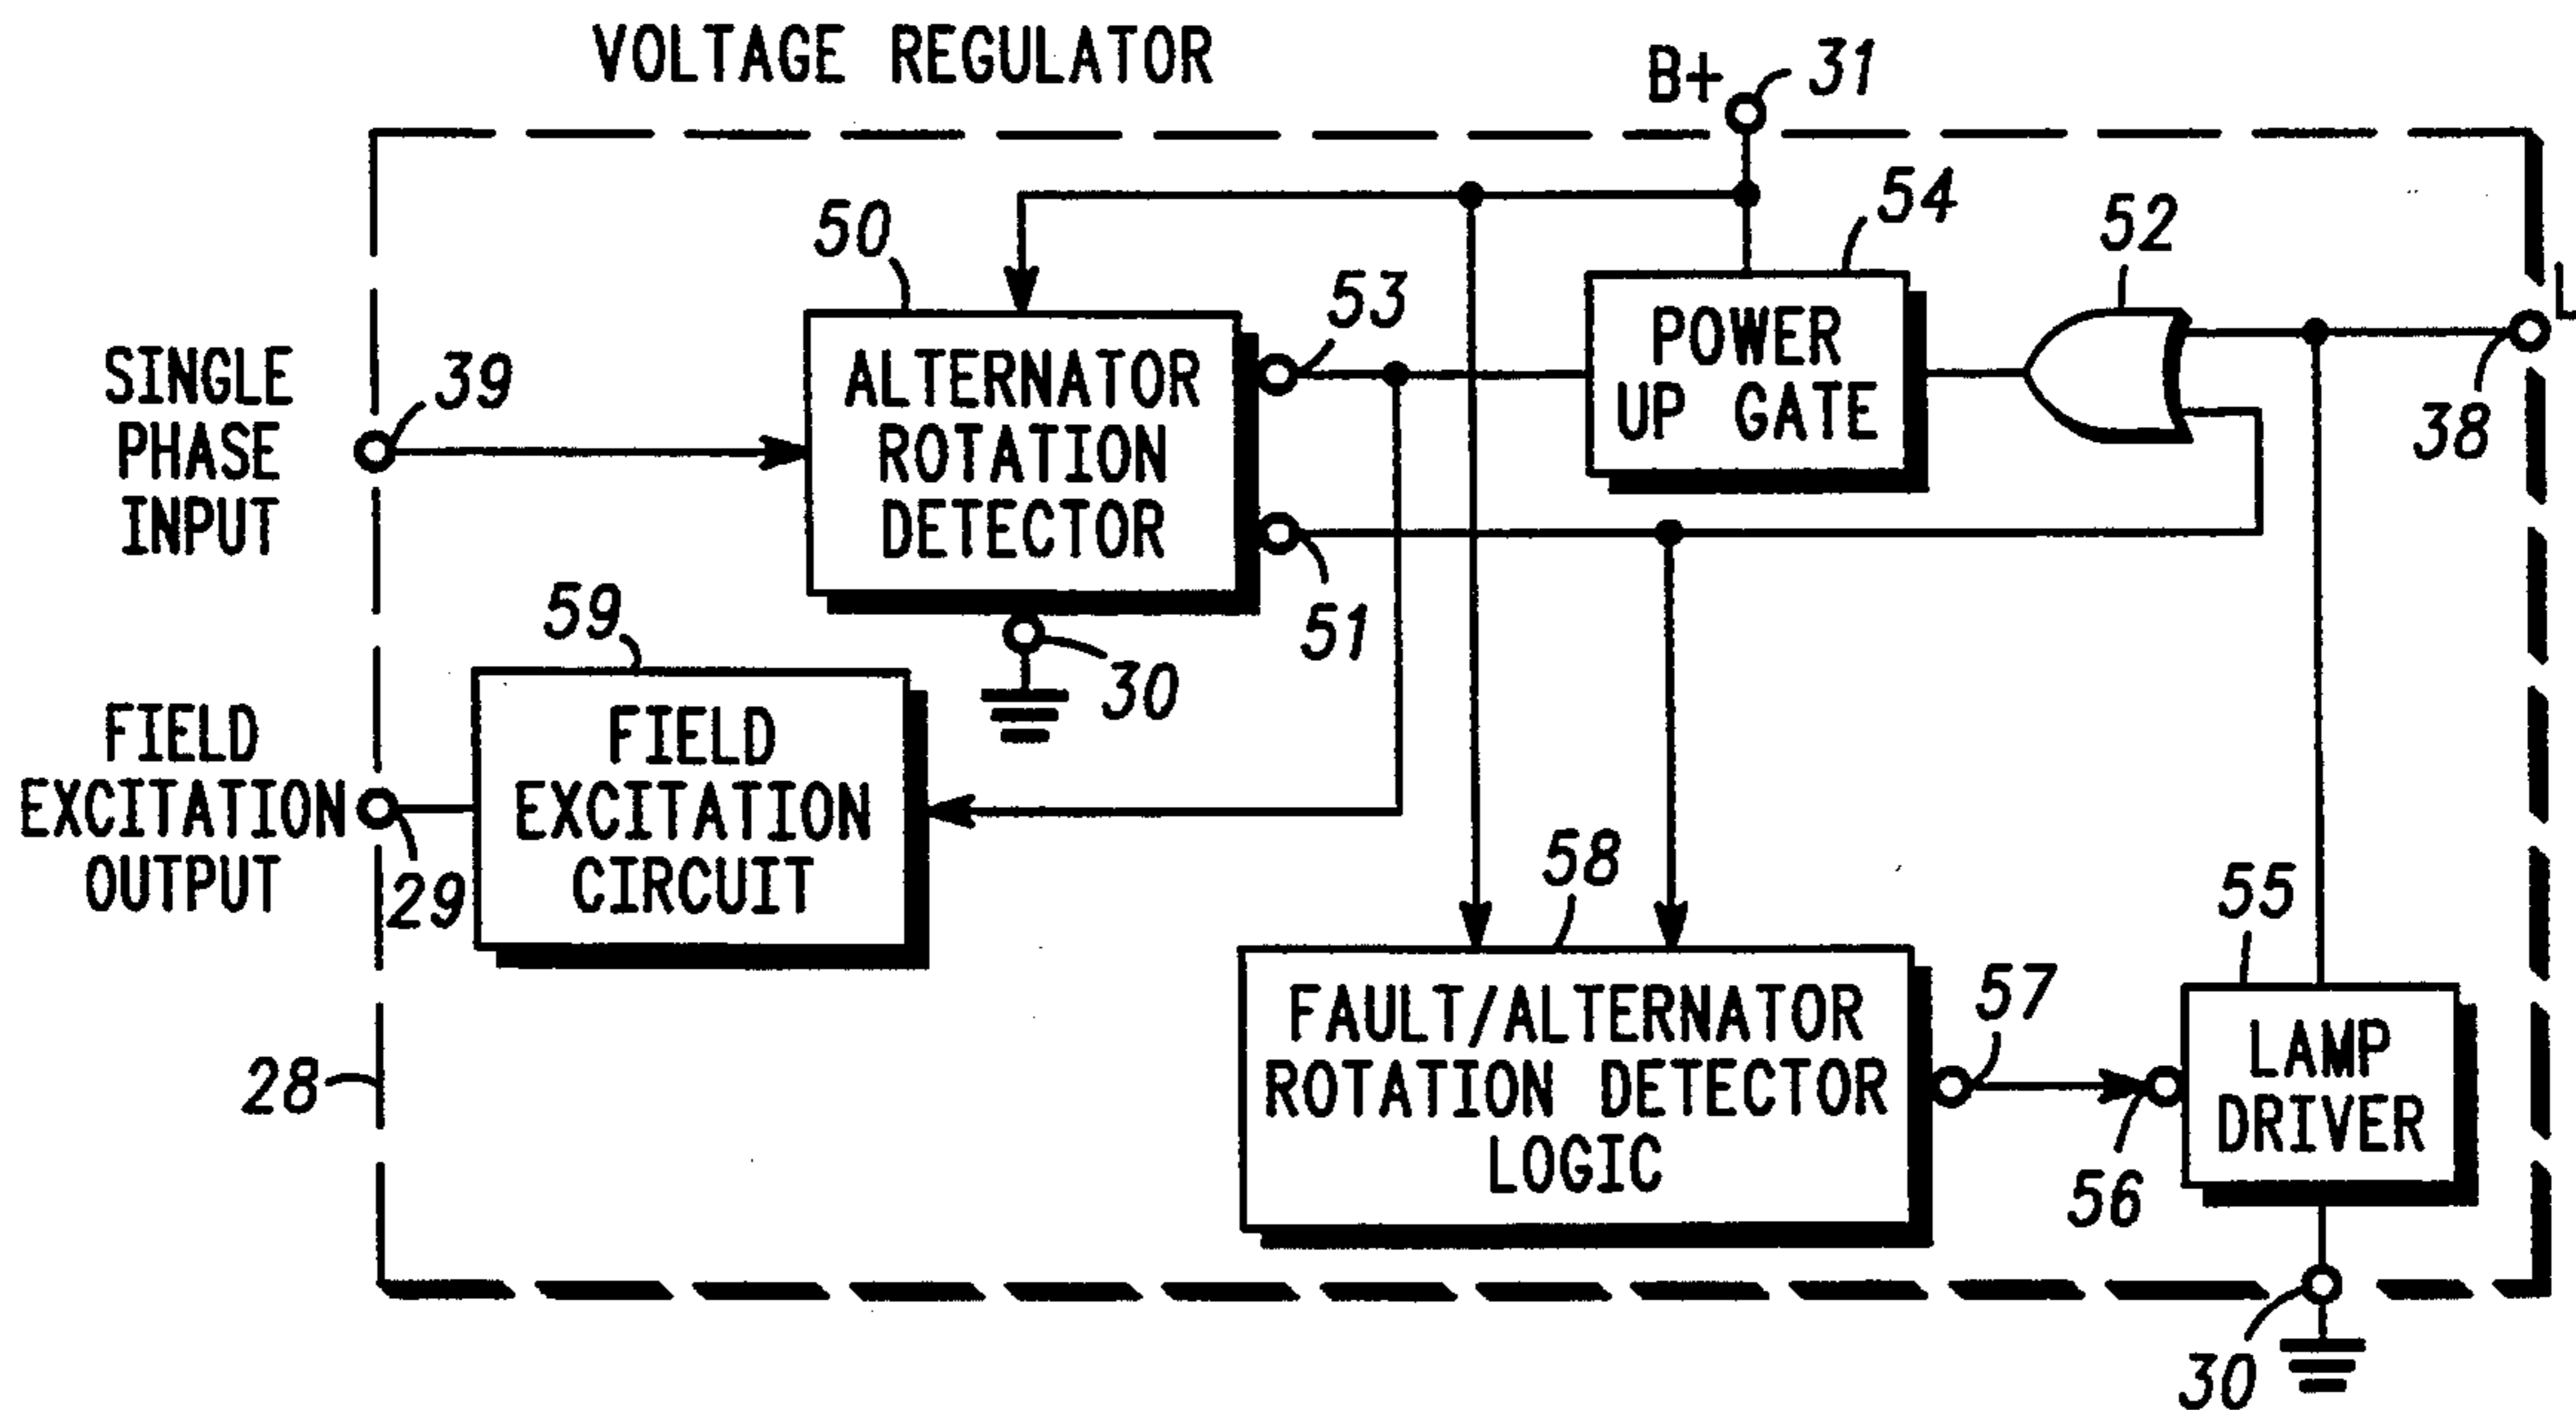 VOLTAGE REGULATOR
B+
31
54
52
50
53
L
38
SINGLE
PHASE
INPUT
39
ALTERNATOR
ROTATION
DETECTOR
POWER
UP GATE
51
30
59
FIELD
EXCITATION
OUTPUT
29
FIELD
EXCITATION
CIRCUIT
58
55
57
28
FAULT/ALTERNATOR
ROTATION DETECTOR
LOGIC
56
LAMP
DRIVER
30